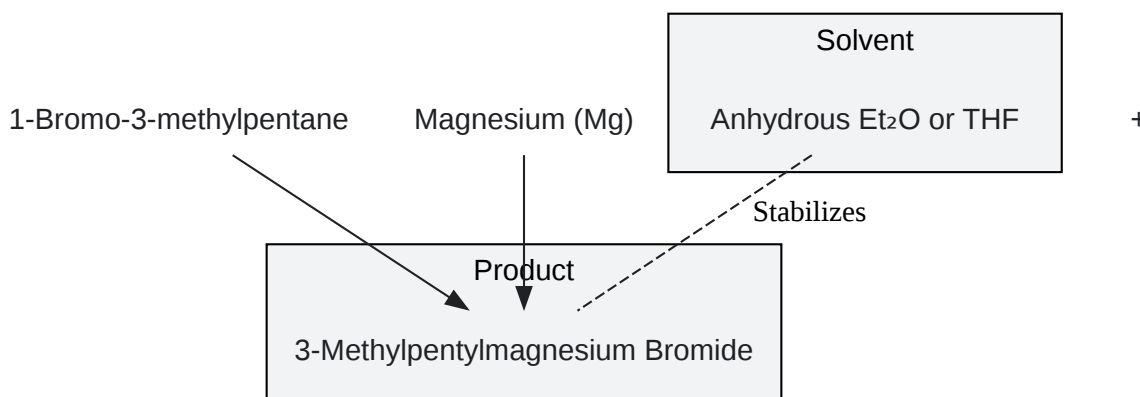 Solvent
1-Bromo-3-methylpentane
Magnesium (Mg)
Anhydrous Et₂O or THF
+
Stabilizes
Product
3-Methylpentylmagnesium Bromide